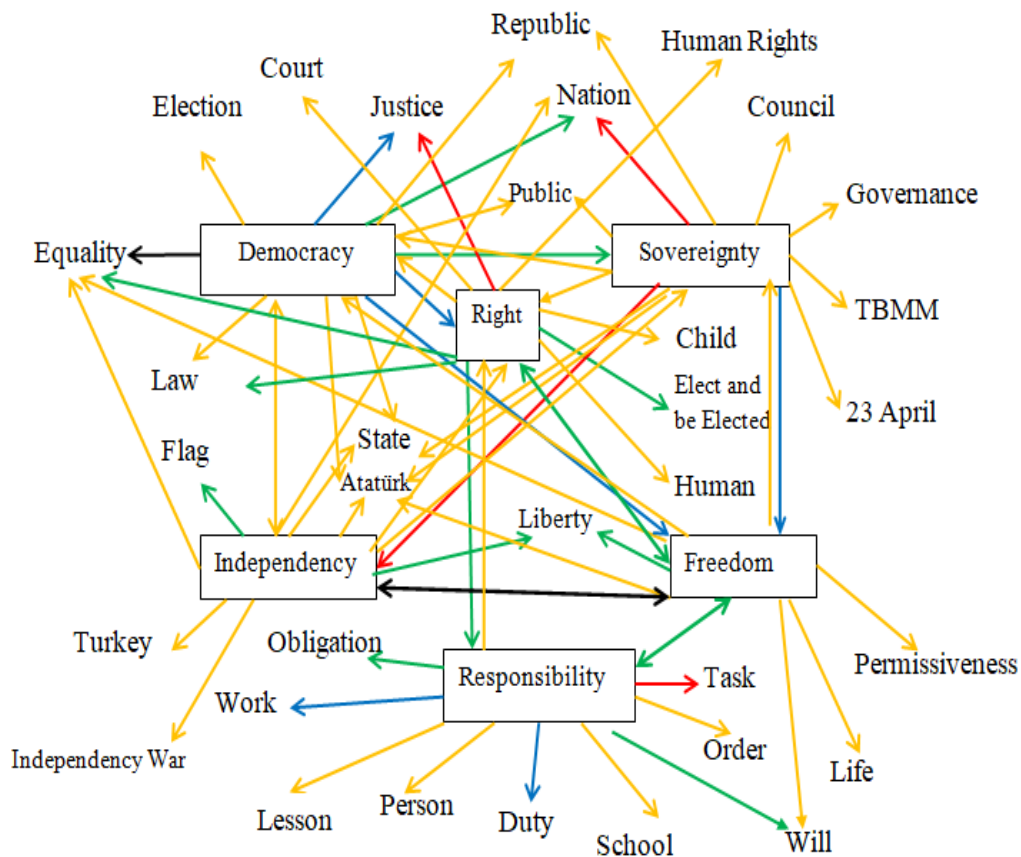 Republic
Human Rights
Court
Justice
Nation
Election
Council
Public
Governance
Equality
Democracy
Sovereignty
Right
TBMM
Child
Law
Elect and
be Elected
23 April
State
Flag
Atatürk
Human
Liberty
Independency
Freedom
Turkey
Obligation
Permissiveness
Responsibility
Task
Work
Order
Independency War
Life
Person
Lesson
Duty
School
Will